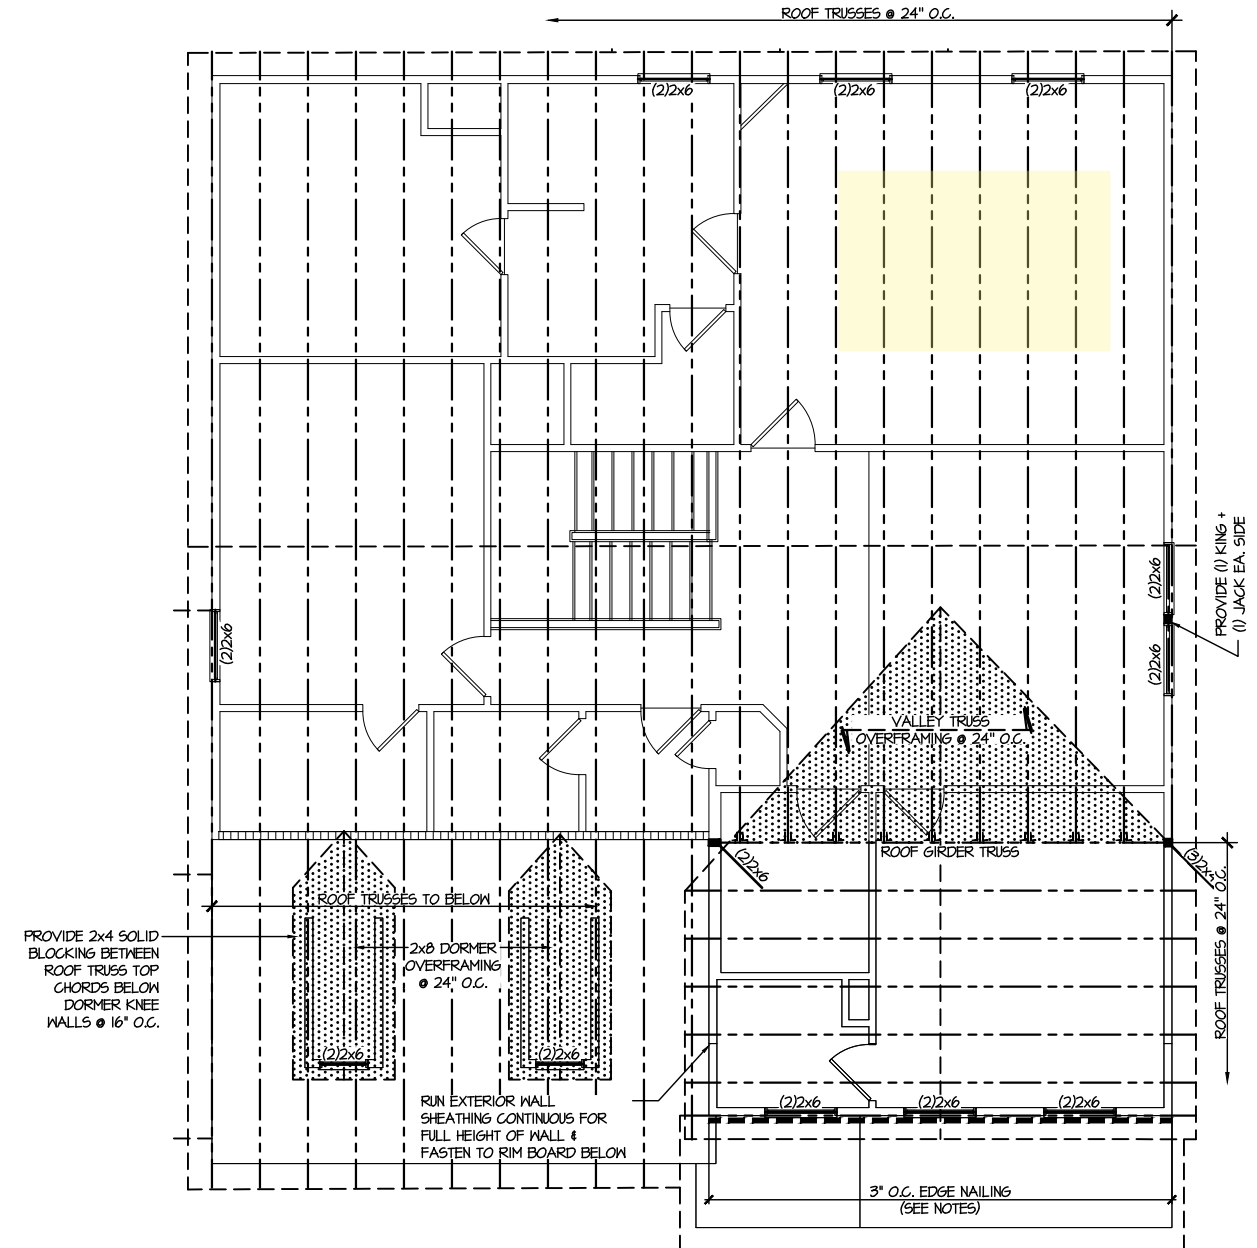 ROOF TRUSSES @ 24" O.C.
(2)2x6
(2)2x6
(2)2x6
PROVIDE (1) KING +
(1) JACK EA. SIDE
(2)2x6
(2)2x6
(2)2x6
VALLEY TRUSS
OVERFRAMING @ 24" O.C.
ROOF GIRDER TRUSS
(2)2x6
(3)2x6
ROOF TRUSSES @ 24" O.C.
ROOF TRUSSES TO BELOW
PROVIDE 2x4 SOLID
BLOCKING BETWEEN
ROOF TRUSS TOP
CHORDS BELOW
DORMER KNEE
WALLS @ 16" O.C.
2x8 DORMER
OVERFRAMING
@ 24" O.C.
(2)2x6
(2)2x6
RUN EXTERIOR WALL
SHEATHING CONTINUOUS FOR
FULL HEIGHT OF WALL &
FASTEN TO RIM BOARD BELOW
(2)2x6
(2)2x6
(2)2x6
3" O.C. EDGE NAILING
(SEE NOTES)